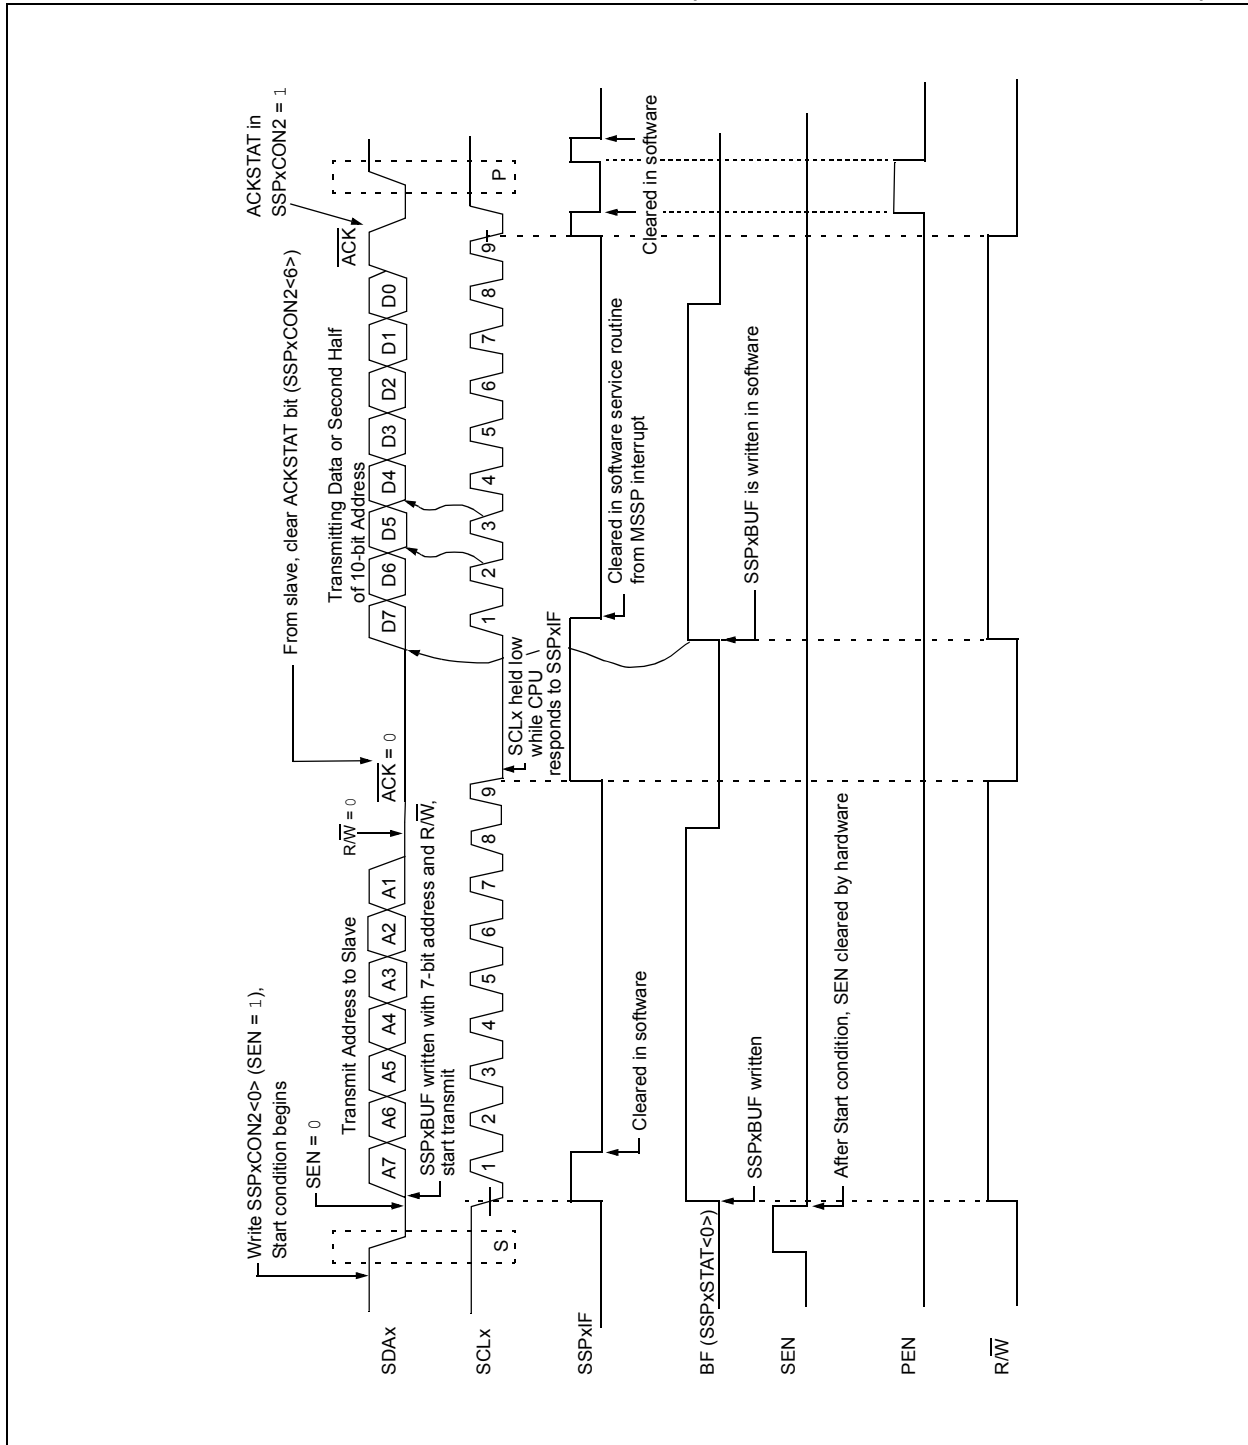 Write SSPxCON2<0> (SEN = 1),
Start condition begins
SEN = 0
Transmit Address to Slave
R/W = 0
From slave, clear ACKSTAT bit (SSPxCON2<6>)
ACK = 0
Transmitting Data or Second Half
of 10-bit Address
ACK
ACKSTAT in
SSPxCON2 = 1
SDAx
A7 A6 A5 A4 A3 A2 A1
D7 D6 D5 D4 D3 D2 D1 D0
SSPxBUF written with 7-bit address and R/W,
start transmit
SCLx
S
1 2 3 4 5 6 7 8 9
1 2 3 4 5 6 7 8 9
P
SCLx held low
while CPU
responds to SSPxIF
SSPxIF
Cleared in software
Cleared in software service routine
from MSSP interrupt
Cleared in software
Cleared in software
BF (SSPxSTAT<0>)
SSPxBUF written
SSPxBUF is written in software
SEN
After Start condition, SEN cleared by hardware
PEN
R/W